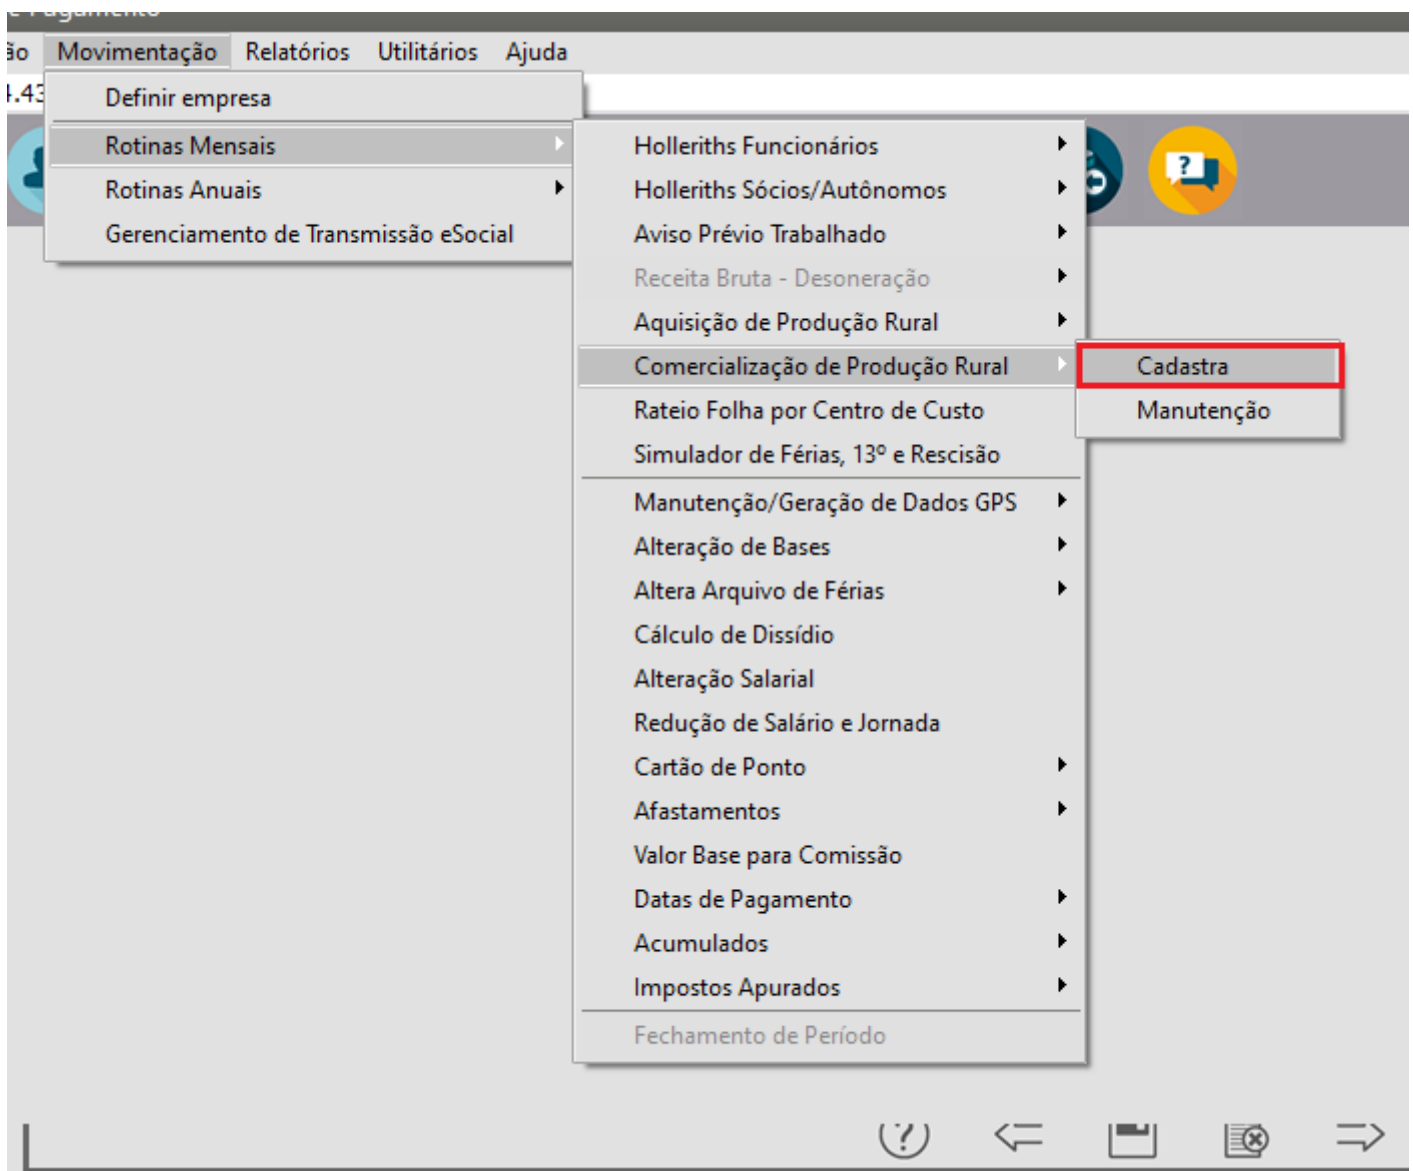 e Pagamento
ão Movimentação Relatórios Utilitários Ajuda
4.43
Definir empresa
Rotinas Mensais
Rotinas Anuais
Gerenciamento de Transmissão eSocial
Holleriths Funcionários
Holleriths Sócios/Autônomos
Aviso Prévio Trabalhado
Receita Bruta - Desoneração
Aquisição de Produção Rural
Comercialização de Produção Rural
Rateio Folha por Centro de Custo
Simulador de Férias, 13º e Rescisão
Manutenção/Geração de Dados GPS
Alteração de Bases
Altera Arquivo de Férias
Cálculo de Dissídio
Alteração Salarial
Redução de Salário e Jornada
Cartão de Ponto
Afastamentos
Valor Base para Comissão
Datas de Pagamento
Acumulados
Impostos Apurados
Fechamento de Período
Cadastra
Manutenção